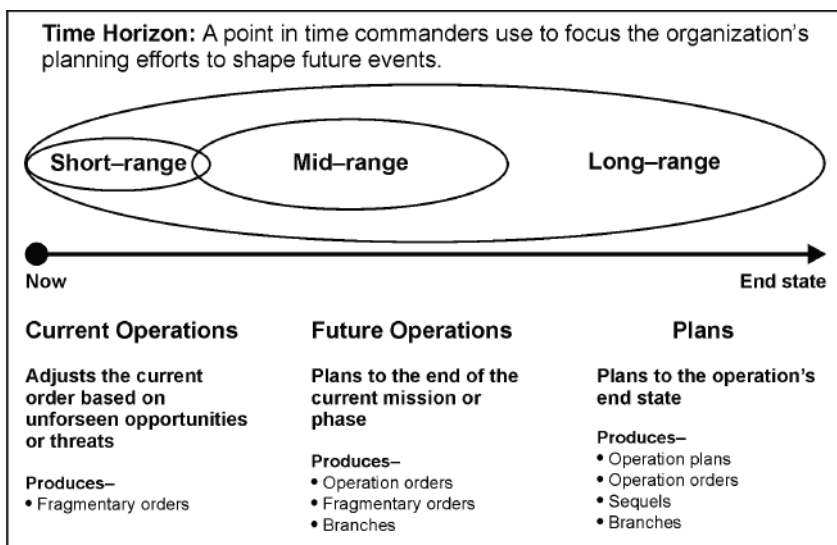 Time Horizon: A point in time commanders use to focus the organization's
planning efforts to shape future events.
Short–range
Mid–range
Long–range
Now
End state
Current Operations
Adjusts the current
order based on
unforseen opportunities
or threats
Produces–
• Fragmentary orders
Future Operations
Plans to the end of the
current mission or
phase
Produces–
• Operation orders
• Fragmentary orders
• Branches
Plans
Plans to the operation's
end state
Produces–
• Operation plans
• Operation orders
• Sequels
• Branches